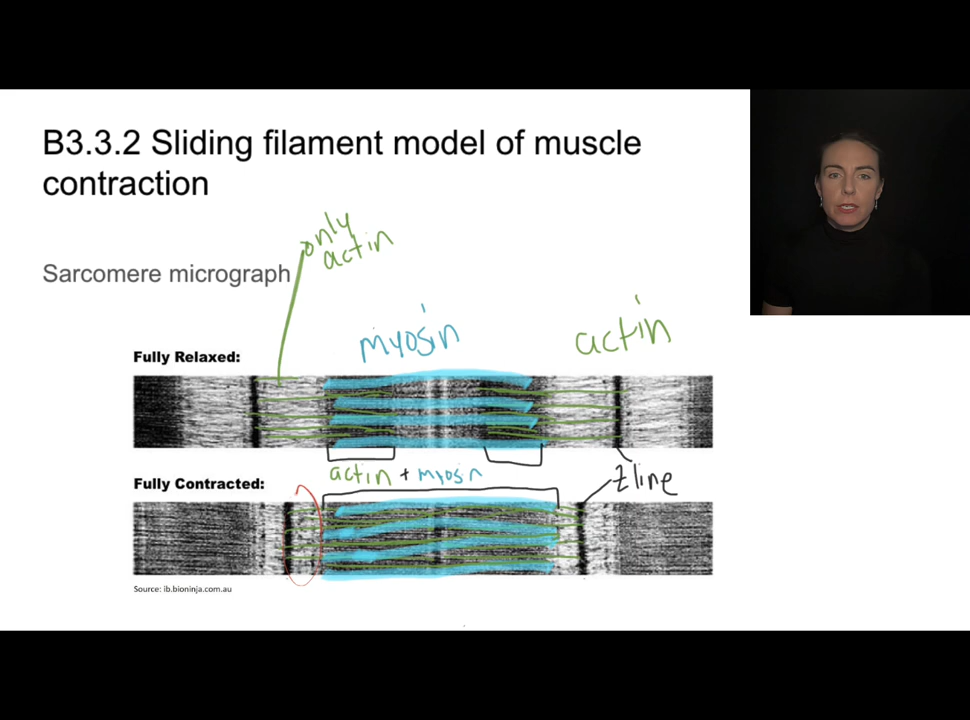 B3.3.2 Sliding filament model of muscle
contraction
only
actin
Sarcomere micrograph
myosin
actin
Fully Relaxed:
actin + myosin
z line
Fully Contracted:
Source: ib.bioninja.com.au